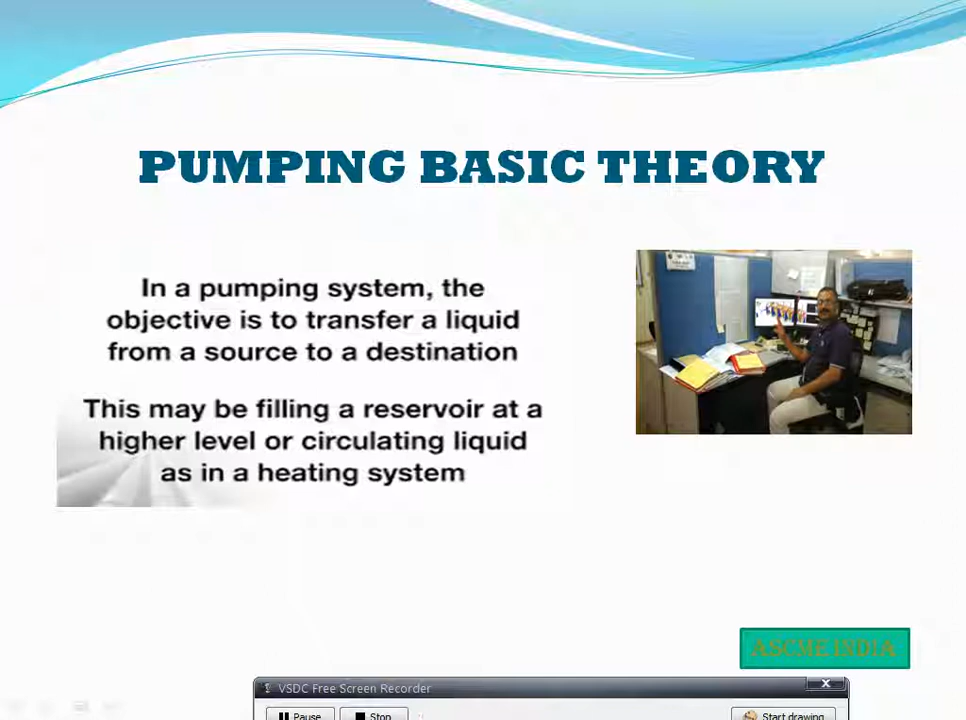 PUMPING BASIC THEORY
In a pumping system, the
objective is to transfer a liquid
from a source to a destination
This may be filling a reservoir at a
higher level or circulating liquid
as in a heating system
ASCME INDIA
VSDC Free Screen Recorder
Pause
Stop
Start drawing